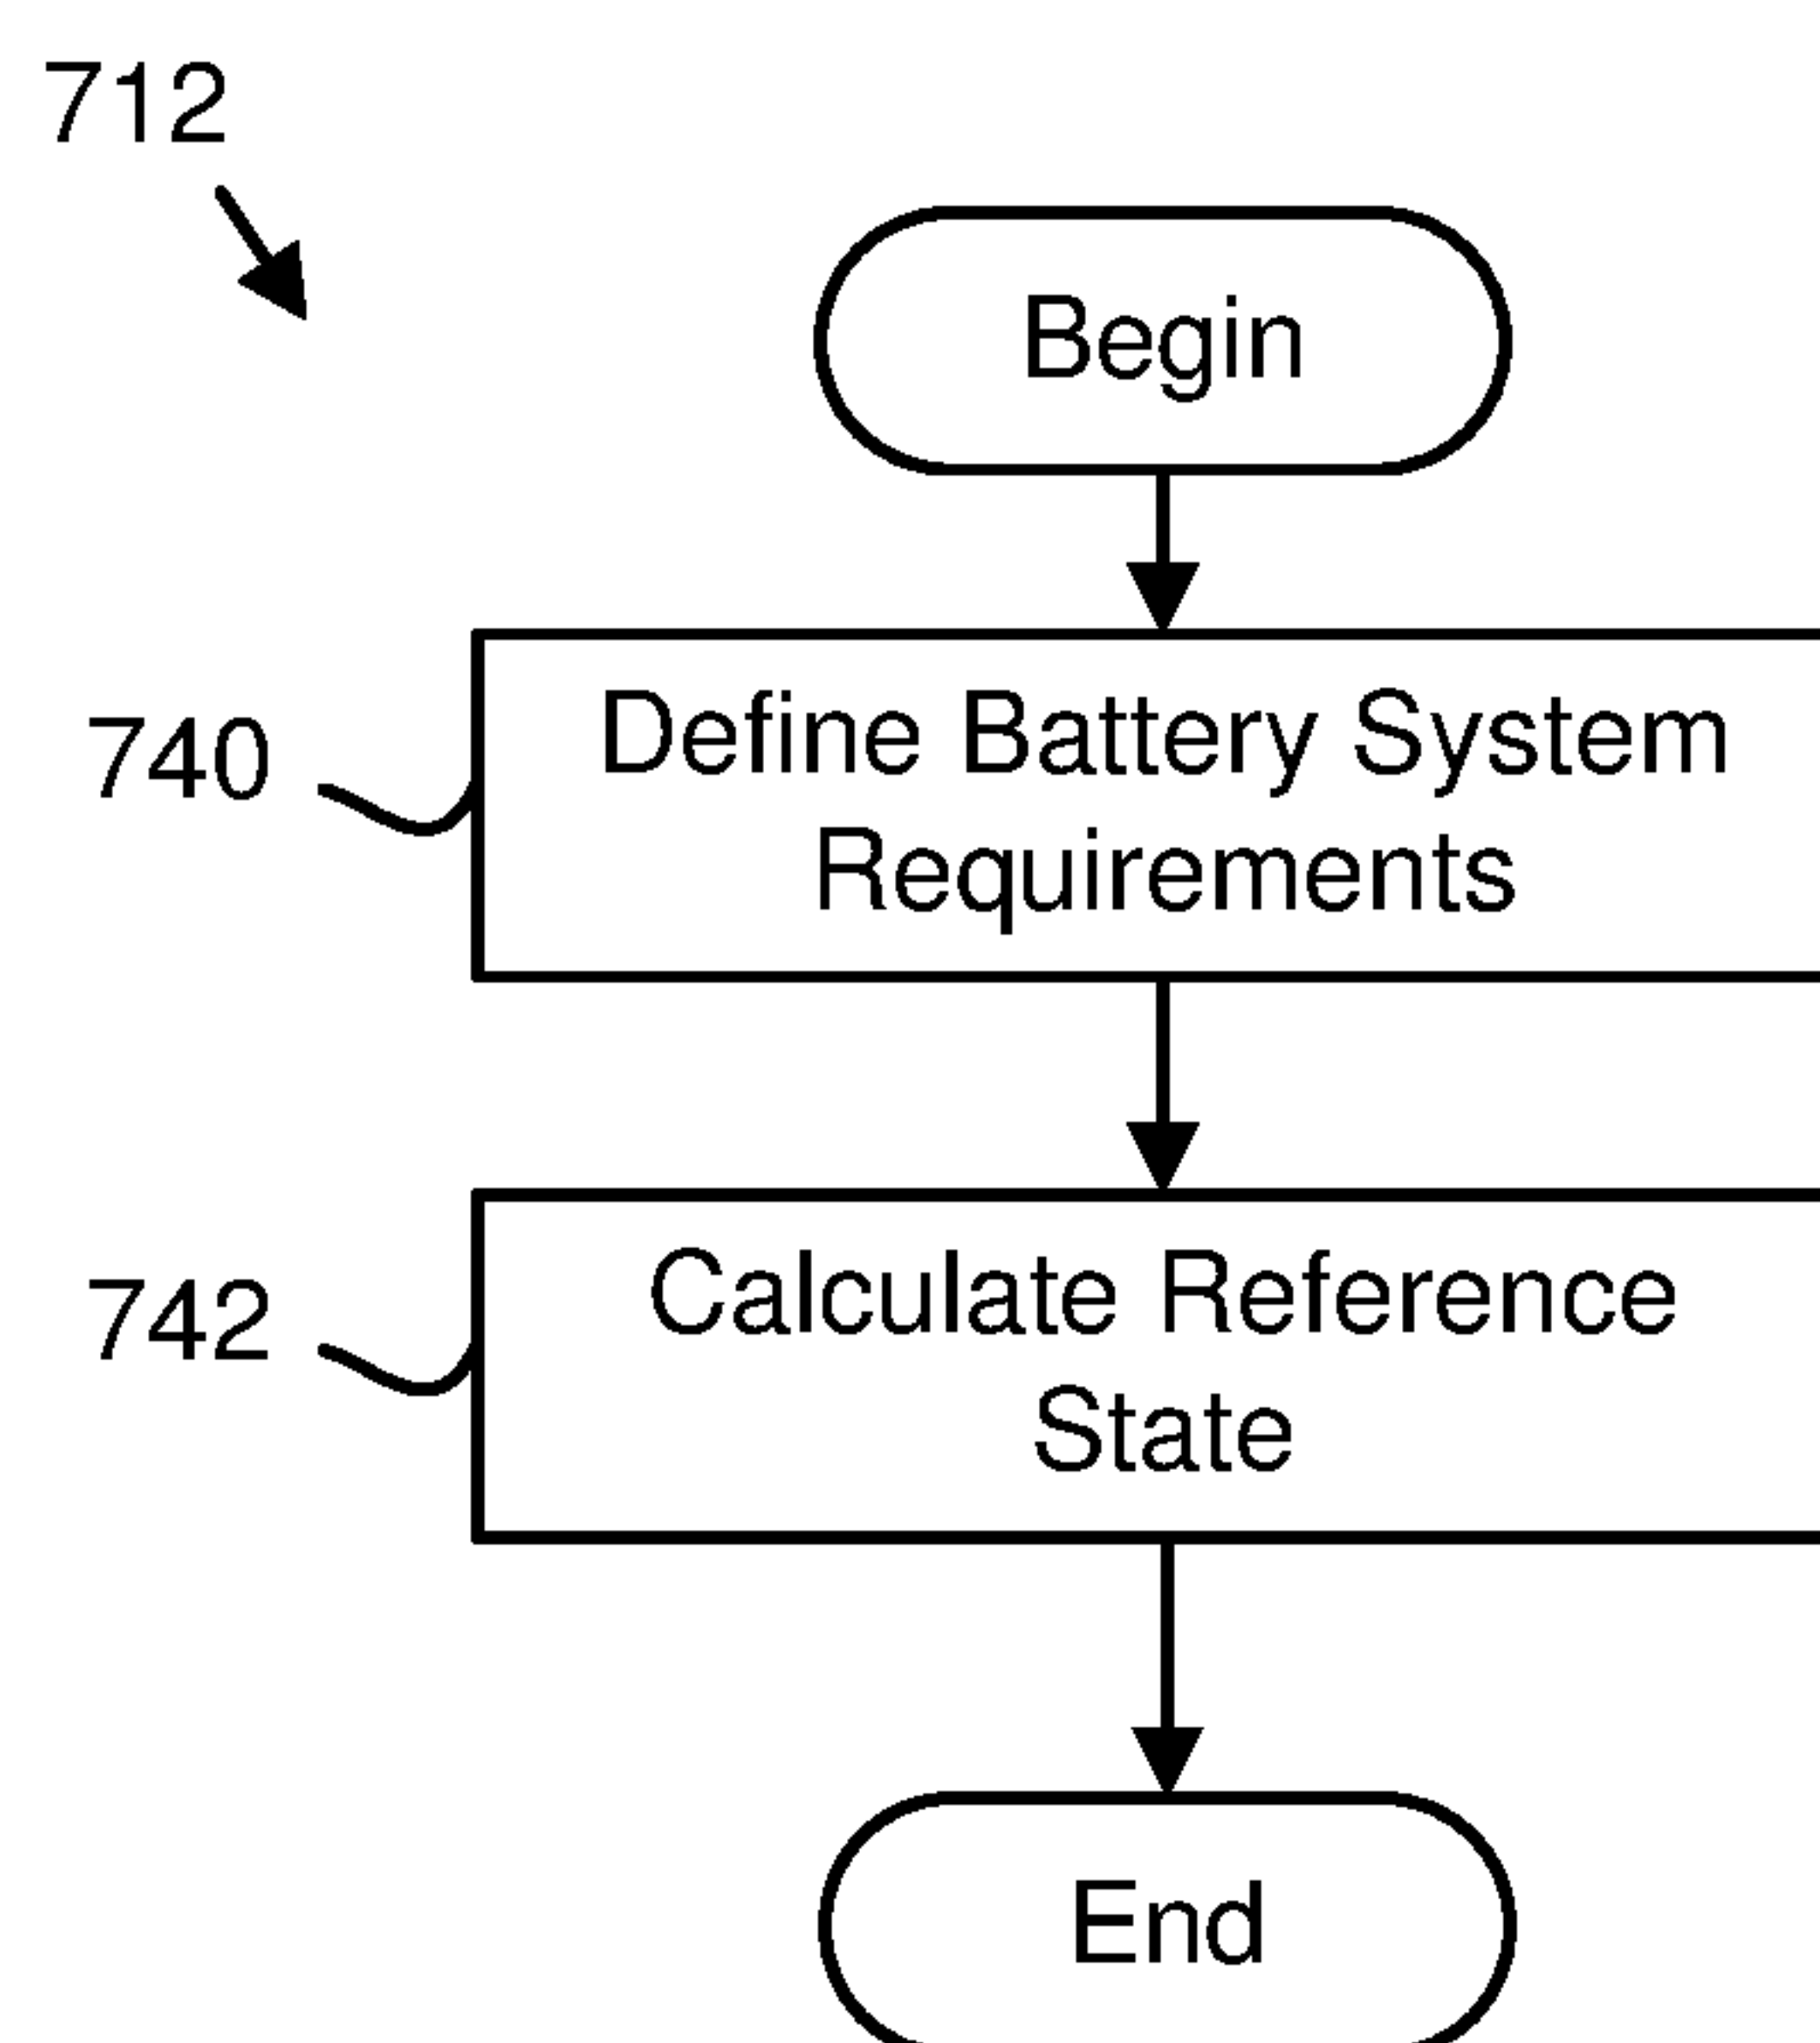 712
Begin
740
Define Battery System
Requirements
742
Calculate Reference
State
End